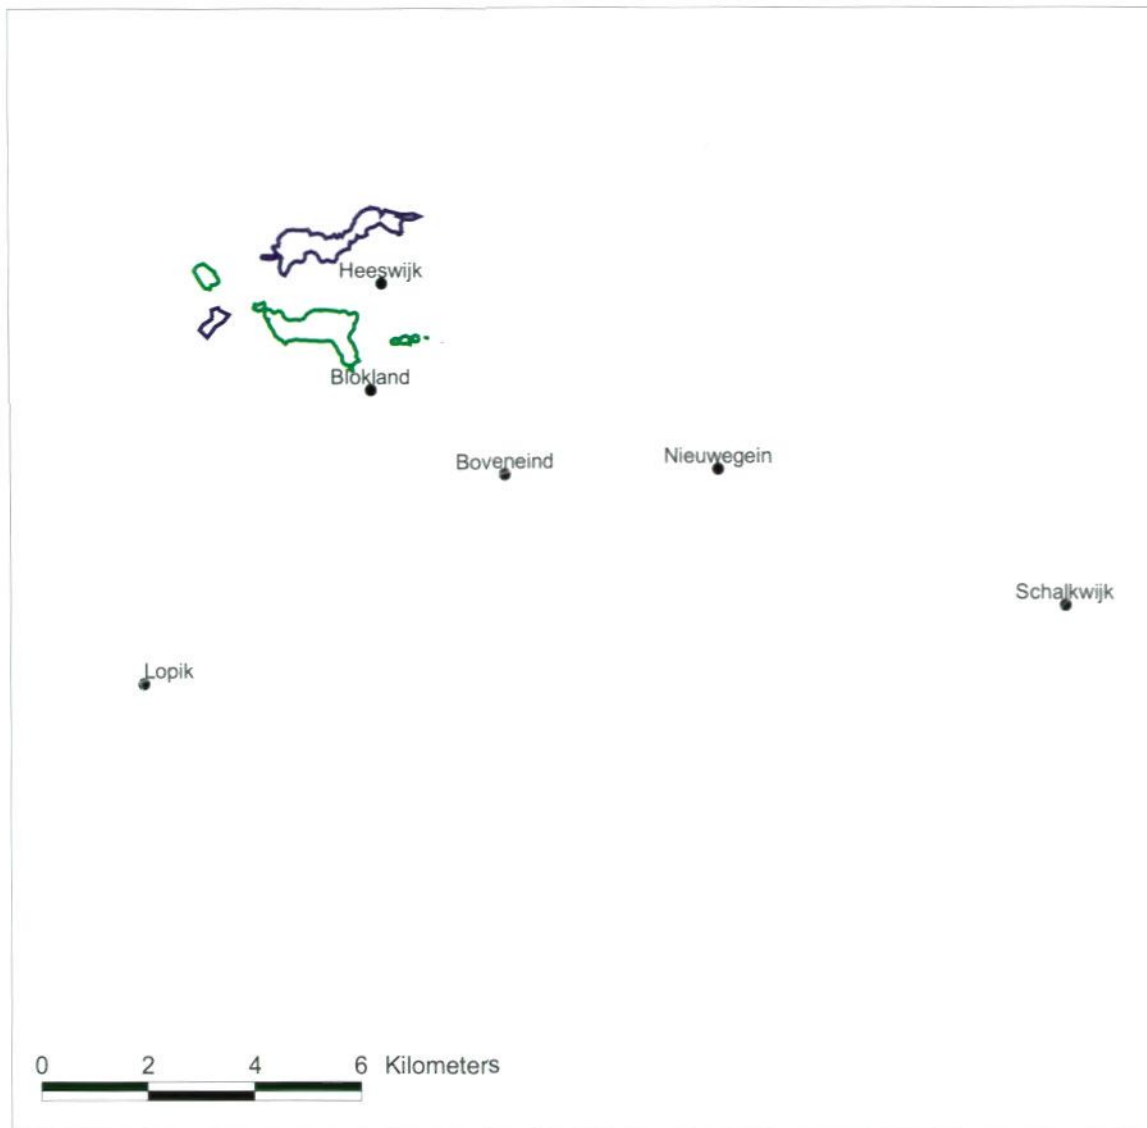 Heeswijk
Blokland
Boveneind
Nieuwegein
Schalkwijk
Lopik
0 2 4 6 Kilometers